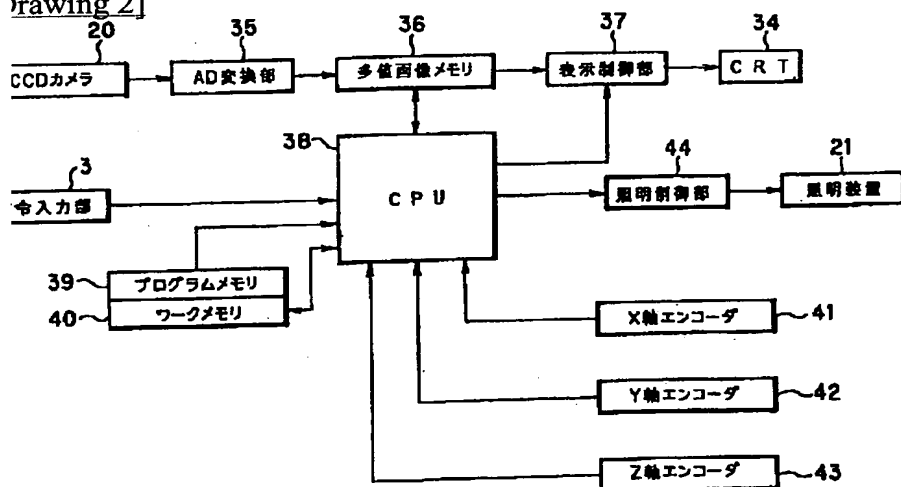 rawing 2]
20 35 36 37 34
CCDカメラ AD変換部 多値画像メモリ 表示制御部 CRT
38
CPU
3 44 21
令入力部 照明制御部 照明装置
39 プログラムメモリ
40 ワークメモリ
X軸エンコーダ 41
Y軸エンコーダ 42
Z軸エンコーダ 43